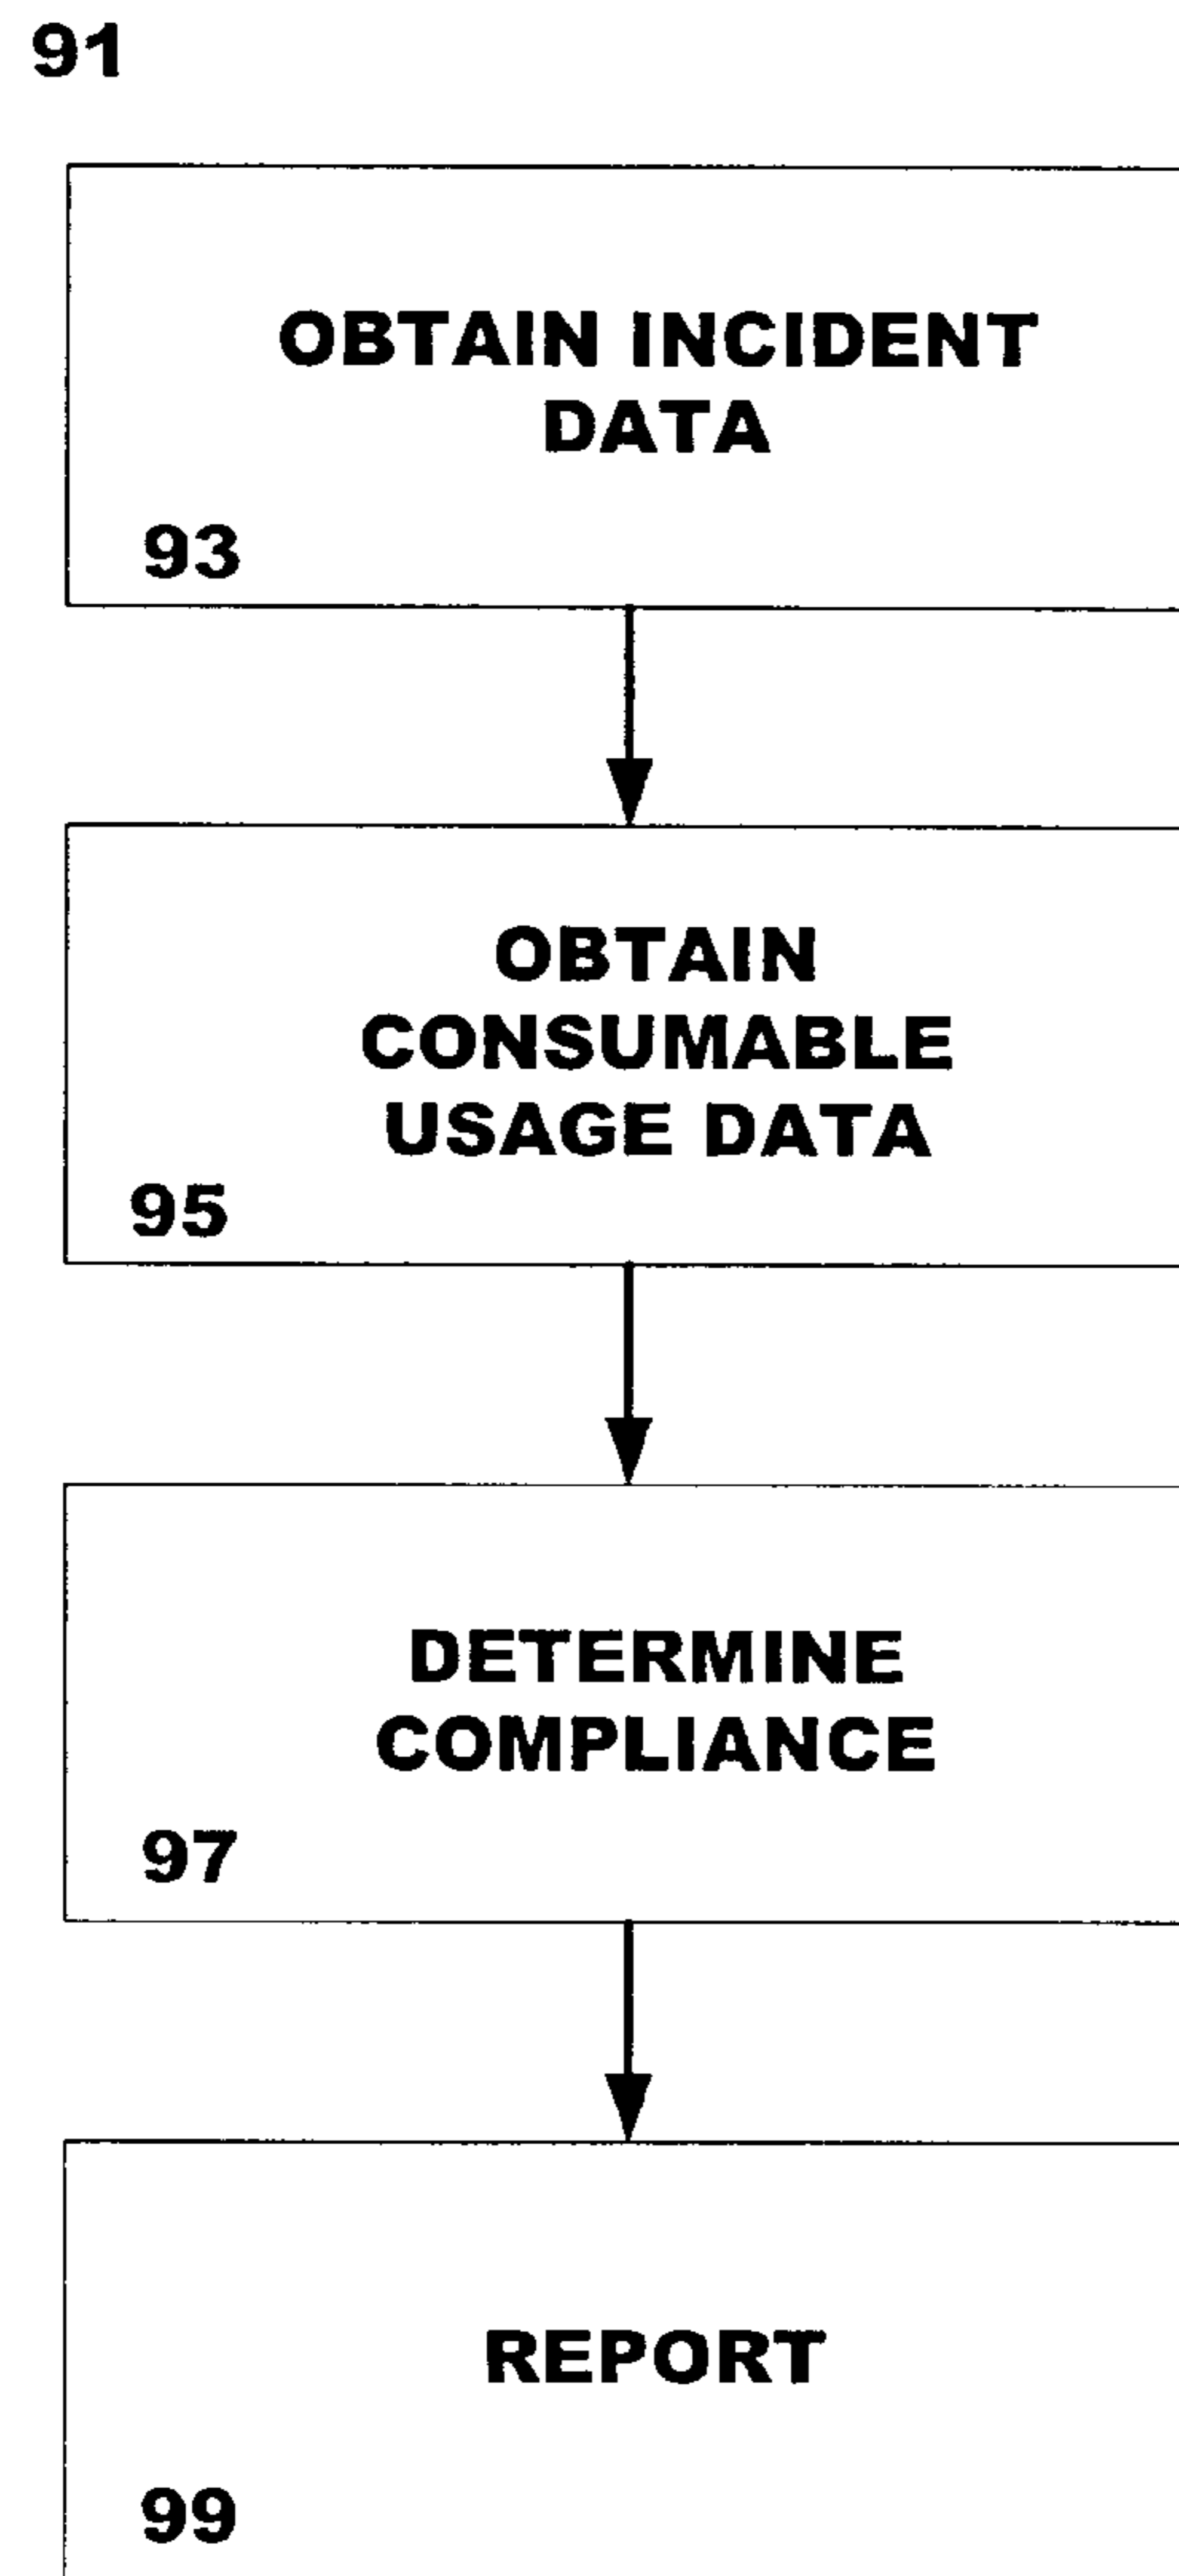 91
OBTAIN INCIDENT
DATA
93
OBTAIN
CONSUMABLE
USAGE DATA
95
DETERMINE
COMPLIANCE
97
REPORT
99